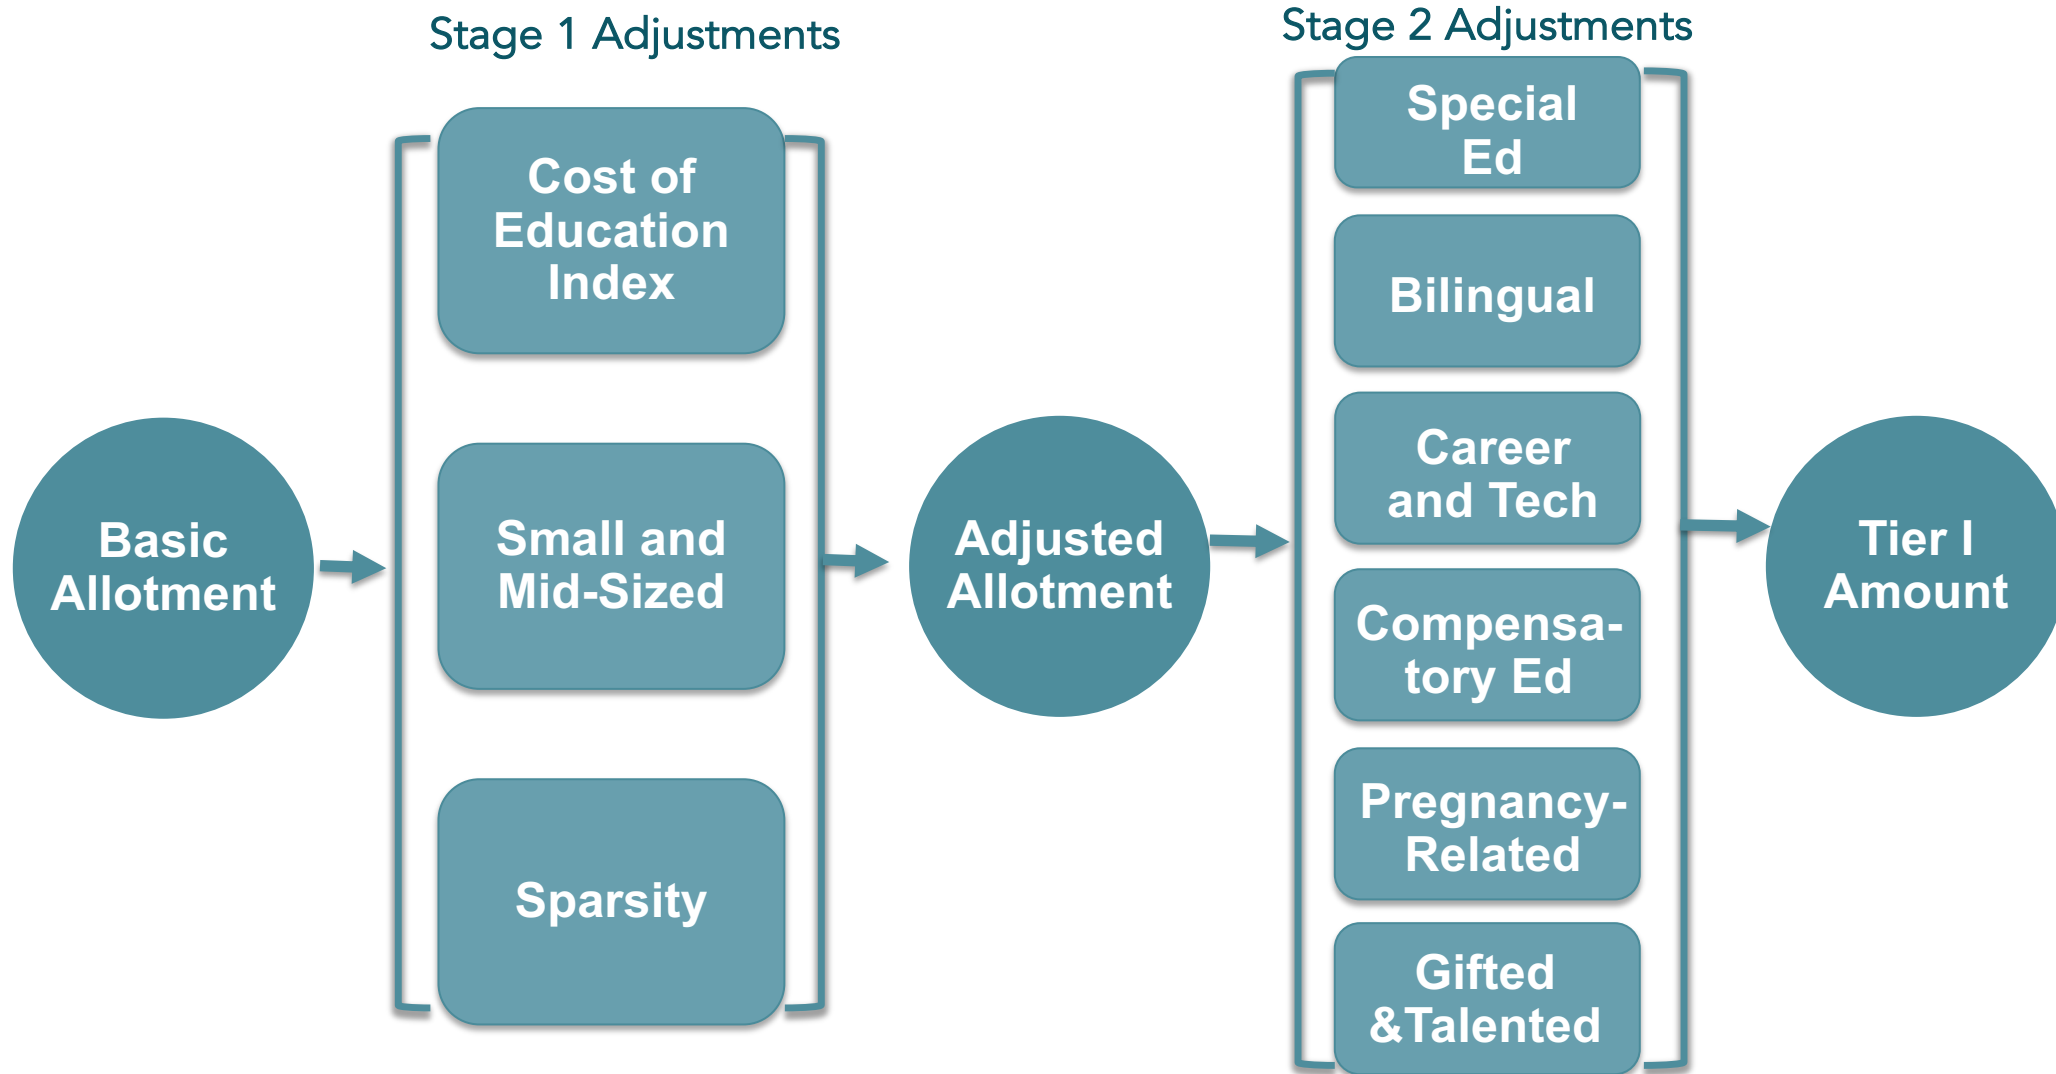 Stage 1 Adjustments
Stage 2 Adjustments
Basic
Allotment
Cost of
Education
Index
Small and
Mid-Sized
Sparsity
Adjusted
Allotment
Special
Ed
Bilingual
Career
and Tech
Compensa-
tory Ed
Pregnancy-
Related
Gifted
&Talented
Tier I
Amount